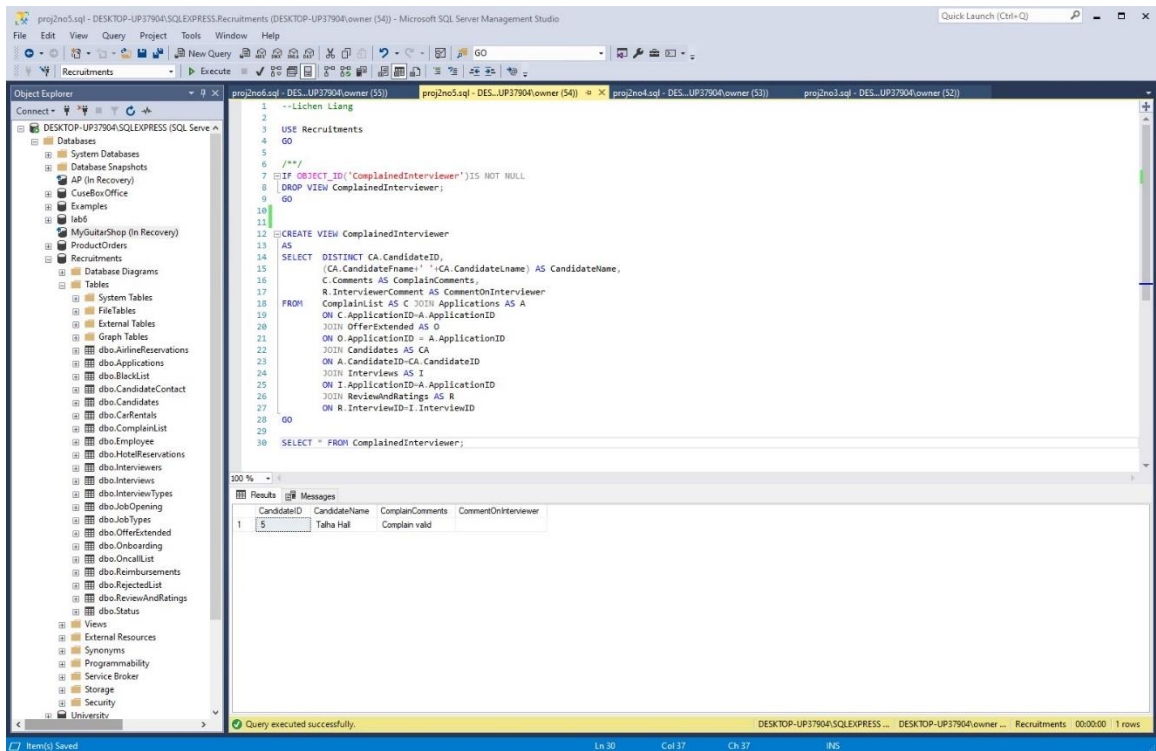 proj2no5.sql - DESKTOP-UP37904\SQLEXPRESS.Recruitments (DESKTOP-UP37904\owner (54)) - Microsoft SQL Server Management Studio
Quick Launch (Ctrl+Q)
File Edit View Query Project Tools Window Help
New Query
GO
Recruitments
Execute
Object Explorer
proj2no6.sql - DES...UP37904\owner (55))
proj2no5.sql - DES...UP37904\owner (54))
proj2no4.sql - DES...UP37904\owner (53))
proj2no3.sql - DES...UP37904\owner (52))
Connect
DESKTOP-UP37904\SQLEXPRESS (SQL Serve
Databases
System Databases
Database Snapshots
AP (In Recovery)
CuseBoxOffice
Examples
lab6
MyGuitarShop (In Recovery)
ProductOrders
Recruitments
Database Diagrams
Tables
System Tables
FileTables
External Tables
Graph Tables
dbo.AirlineReservations
dbo.Applications
dbo.BlackList
dbo.CandidateContact
dbo.Candidates
dbo.CarRentals
dbo.ComplainList
dbo.Employee
dbo.HotelReservations
dbo.Interviewers
dbo.Interviews
dbo.InterviewTypes
dbo.JobOpening
dbo.JobTypes
dbo.OfferExtended
dbo.Onboarding
dbo.OncallList
dbo.Reimbursements
dbo.RejectedList
dbo.ReviewAndRatings
dbo.Status
Views
External Resources
Synonyms
Programmability
Service Broker
Storage
Security
University
1 --Lichen Liang
2
3 USE Recruitments
4 GO
5
6 /**/
7 IF OBJECT_ID('ComplainedInterviewer')IS NOT NULL
8 DROP VIEW ComplainedInterviewer;
9 GO
10
11
12 CREATE VIEW ComplainedInterviewer
13 AS
14 SELECT DISTINCT CA.CandidateID,
15 (CA.CandidateFname+' '+CA.CandidateLname) AS CandidateName,
16 C.Comments AS ComplainComments,
17 R.InterviewerComment AS CommentOnInterviewer
18 FROM ComplainList AS C JOIN Applications AS A
19 ON C.ApplicationID=A.ApplicationID
20 JOIN OfferExtended AS O
21 ON O.ApplicationID = A.ApplicationID
22 JOIN Candidates AS CA
23 ON A.CandidateID=CA.CandidateID
24 JOIN Interviews AS I
25 ON I.ApplicationID=A.ApplicationID
26 JOIN ReviewAndRatings AS R
27 ON R.InterviewID=I.InterviewID
28 GO
29
30 SELECT * FROM ComplainedInterviewer;
100 %
Results Messages
CandidateID CandidateName ComplainComments CommentOnInterviewer
1 5 Talha Hall Complain valid
Query executed successfully.
DESKTOP-UP37904\SQLEXPRESS ... DESKTOP-UP37904\owner ... Recruitments 00:00:00 1 rows
Item(s) Saved
Ln 30 Col 37 Ch 37 INS